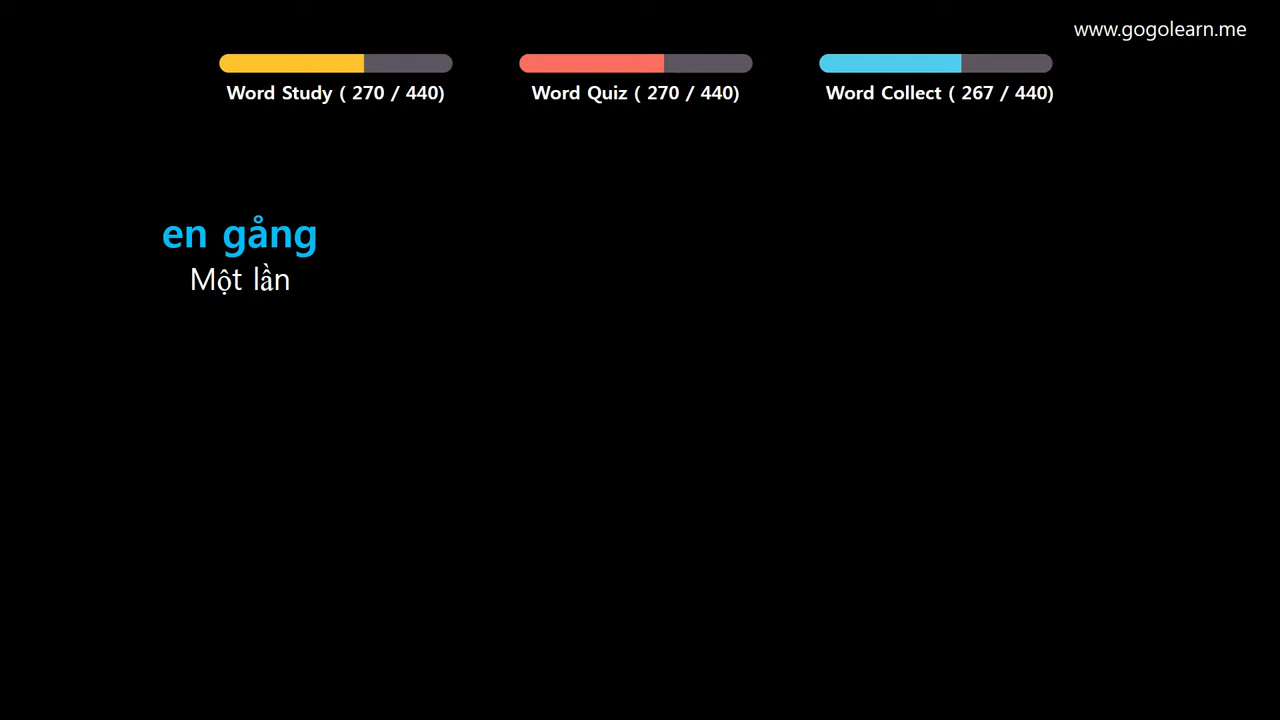 www.gogolearn.me
Word Study ( 270 / 440)
Word Quiz ( 270 / 440)
Word Collect ( 267 / 440)
en gång
Một lần